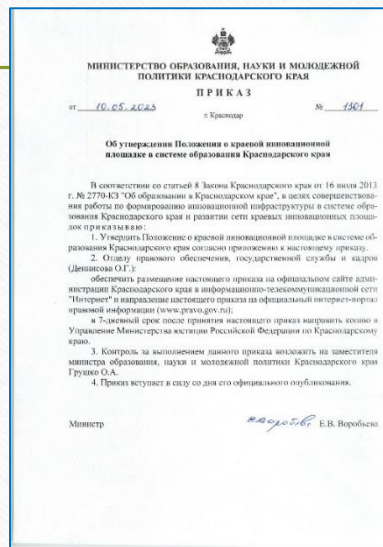 МИНИСТЕРСТВО ОБРАЗОВАНИЯ, НАУКИ И МОЛОДЕЖНОЙ
ПОЛИТИКИ КРАСНОДАРСКОГО КРАЯ
ПРИКАЗ
от 10.05.2023 № 1301
г. Краснодар
Об утверждении Положения о краевой инновационной
площадке в системе образования Краснодарского края
В соответствии со статьей 8 Закона Краснодарского края от 16 июля 2013
г. № 2770-КЗ "Об образовании в Краснодарском крае", в целях совершенствова-
ния работы по формированию инновационной инфраструктуры в системе обра-
зования Краснодарского края и развитии сети краевых инновационных площа-
док приказываю:
1. Утвердить Положение о краевой инновационной площадке в системе об-
разования Краснодарского края согласно приложению к настоящему приказу.
2. Отделу правового обеспечения, государственной службы и кадров
(Денисова О.Г.):
обеспечить размещение настоящего приказа на официальном сайте адми-
нистрации Краснодарского края в информационно-телекоммуникационной сети
"Интернет" и направление настоящего приказа на официальный интернет-портал
правовой информации (www.pravo.gov.ru);
в 7-дневный срок после принятия настоящего приказа направить копию в
Управление Министерства юстиции Российской Федерации по Краснодарскому
краю.
3. Контроль за выполнением данного приказа возложить на заместителя
министра образования, науки и молодежной политики Краснодарского края
Грушко О.А.
4. Приказ вступает в силу со дня его официального опубликования.
Министр Е.В. Воробьева